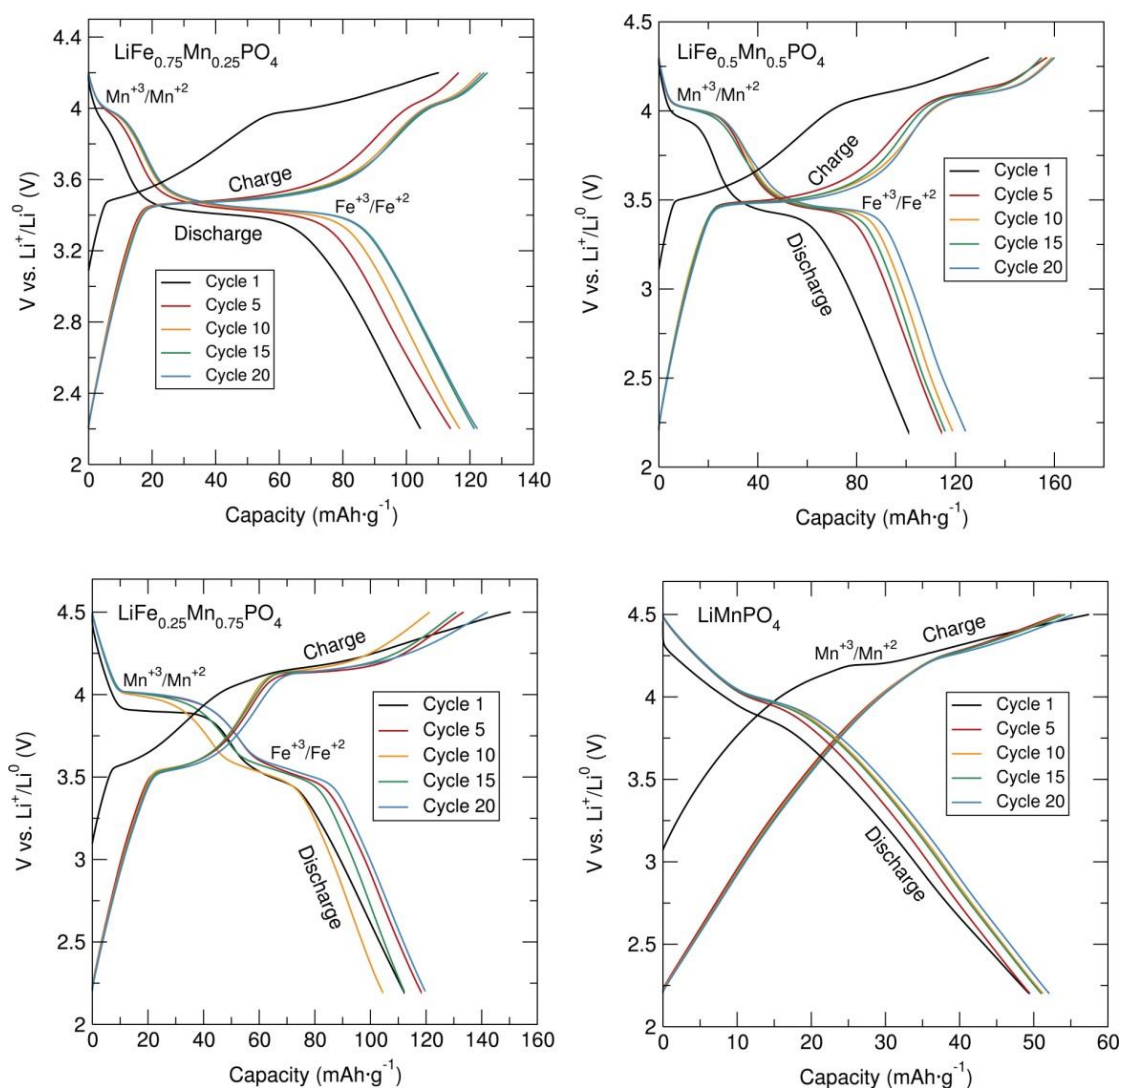 LiFe0.75Mn0.25PO4
Mn+3/Mn+2
Charge
Fe+3/Fe+2
Discharge
Cycle 1
Cycle 5
Cycle 10
Cycle 15
Cycle 20
V vs. Li+/Li0 (V)
4.4
4
3.6
3.2
2.8
2.4
2
0 20 40 60 80 100 120 140
Capacity (mAh·g-1)
LiFe0.5Mn0.5PO4
Mn+3/Mn+2
Charge
Fe+3/Fe+2
Discharge
Cycle 1
Cycle 5
Cycle 10
Cycle 15
Cycle 20
V vs. Li+/Li0 (V)
4.5
4
3.5
3
2.5
2
0 40 80 120 160
Capacity (mAh·g-1)
LiFe0.25Mn0.75PO4
Charge
Mn+3/Mn+2
Fe+3/Fe+2
Discharge
Cycle 1
Cycle 5
Cycle 10
Cycle 15
Cycle 20
V vs. Li+/Li0 (V)
4.5
4
3.5
3
2.5
2
0 20 40 60 80 100 120 140 160
Capacity (mAh·g-1)
LiMnPO4
Charge
Mn+3/Mn+2
Discharge
Cycle 1
Cycle 5
Cycle 10
Cycle 15
Cycle 20
V vs. Li+/Li0 (V)
4.5
4
3.5
3
2.5
2
0 10 20 30 40 50 60
Capacity (mAh·g-1)